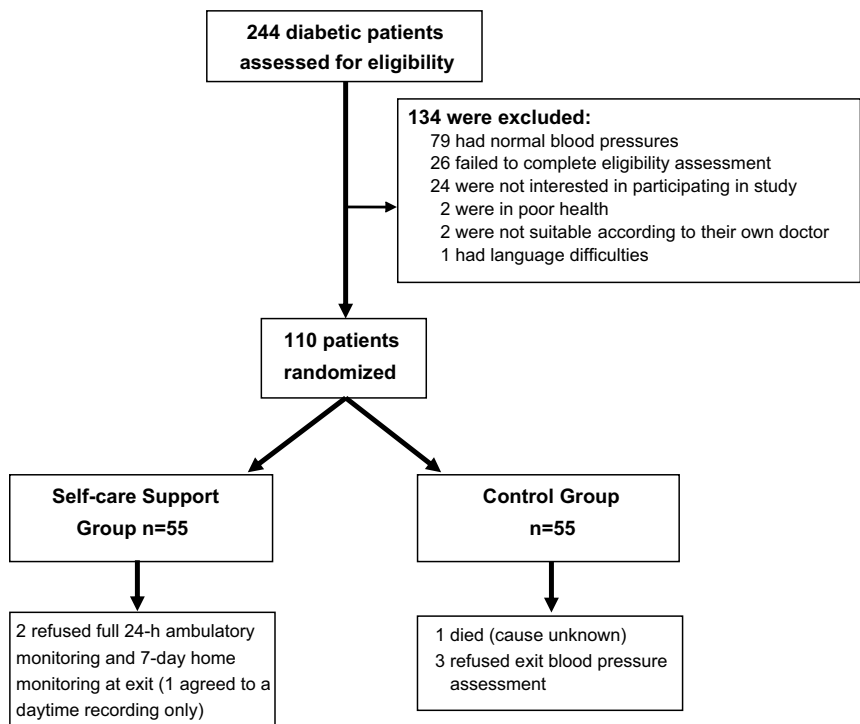 244 diabetic patients
assessed for eligibility
134 were excluded:
79 had normal blood pressures
26 failed to complete eligibility assessment
24 were not interested in participating in study
2 were in poor health
2 were not suitable according to their own doctor
1 had language difficulties
110 patients
randomized
Self-care Support
Group n=55
Control Group
n=55
2 refused full 24-h ambulatory
monitoring and 7-day home
monitoring at exit (1 agreed to a
daytime recording only)
1 died (cause unknown)
3 refused exit blood pressure
assessment